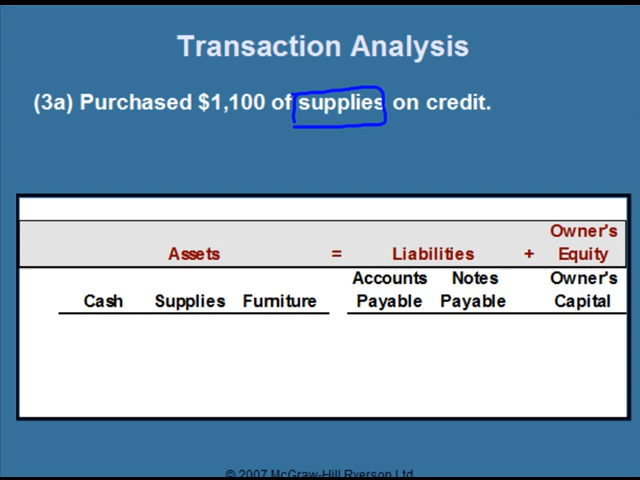 Transaction Analysis
(3a) Purchased $1,100 of supplies on credit.
Owner's
Assets = Liabilities + Equity
Accounts Notes Owner's
Cash Supplies Furniture Payable Payable Capital
© 2007 McGraw-Hill Ryerson Ltd